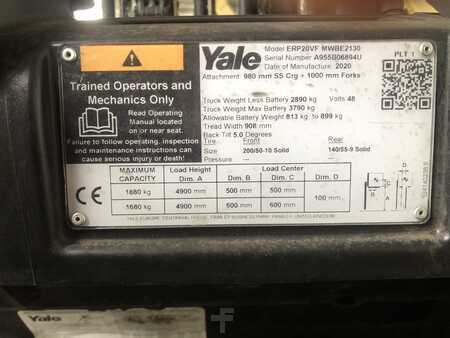 Yale
Model ERP20VF MWBE2130
Serial Number A955B06894U
Date of Manufacture 2020
PLT 1
Attachment 980 mm SS Crg + 1000 mm Forks
Trained Operators and
Mechanics Only
Read Operating
Manual located
on or near seat.
Failure to follow operating, inspection
and maintenance instructions can
cause serious injury or death!
Truck Weight Less Battery 2890 kg Volts 48
Truck Weight Max Battery 3790 kg
Allowable Battery Weight 813 kg to 899 kg
Tread Width 908 mm
Back Tilt 5.0 Degrees
Tire Front Rear
Size 200/50-10 Solid 140/55-9 Solid
Pressure --- ---
MAXIMUM CAPACITY Load Height Dim. A Load Center Dim. B Dim. C Dim. D
1680 kg 4900 mm 500 mm 500 mm 100 mm
1680 kg 4900 mm 500 mm 600 mm
CE
Yale